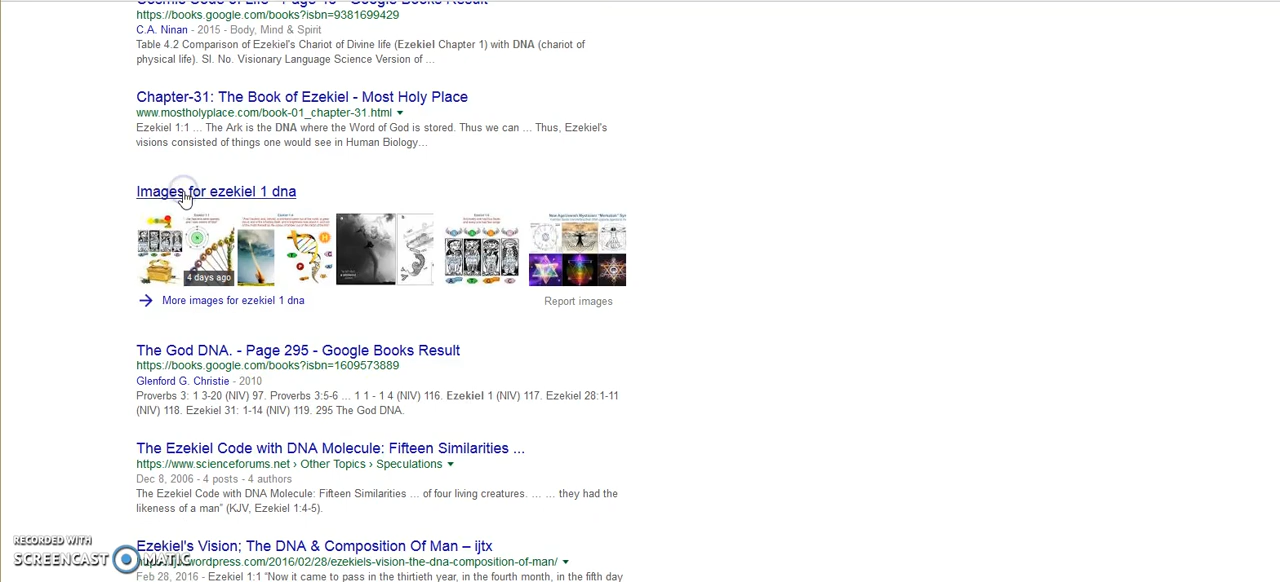 Cosmic Code of Life - Page 48 - Google Books Result
https://books.google.com/books?isbn=9381699429
C.A. Ninan - 2015 - Body, Mind & Spirit
Table 4.2 Comparison of Ezekiel's Chariot of Divine life (Ezekiel Chapter 1) with DNA (chariot of
physical life). Sl. No. Visionary Language Science Version of ...
Chapter-31: The Book of Ezekiel - Most Holy Place
www.mostholyplace.com/book-01_chapter-31.html
Ezekiel 1:1 ... The Ark is the DNA where the Word of God is stored. Thus we can ... Thus, Ezekiel's
visions consisted of things one would see in Human Biology...
Images for ezekiel 1 dna
4 days ago
More images for ezekiel 1 dna
Report images
The God DNA. - Page 295 - Google Books Result
https://books.google.com/books?isbn=1609573889
Glenford G. Christie - 2010
Proverbs 3: 1 3-20 (NIV) 97. Proverbs 3:5-6 ... 1 1 - 1 4 (NIV) 116. Ezekiel 1 (NIV) 117. Ezekiel 28:1-11
(NIV) 118. Ezekiel 31: 1-14 (NIV) 119. 295 The God DNA.
The Ezekiel Code with DNA Molecule: Fifteen Similarities ...
https://www.scienceforums.net › Other Topics › Speculations
Dec 8, 2006 - 4 posts - 4 authors
The Ezekiel Code with DNA Molecule: Fifteen Similarities ... of four living creatures. ... ... they had the
likeness of a man" (KJV, Ezekiel 1:4-5).
Ezekiel's Vision; The DNA & Composition Of Man – ijtx
wordpress.com/2016/02/28/ezekiels-vision-the-dna-composition-of-man/
Feb 28, 2016 - Ezekiel 1:1 "Now it came to pass in the thirtieth year, in the fourth month, in the fifth day
RECORDED WITH
SCREENCAST MATIC